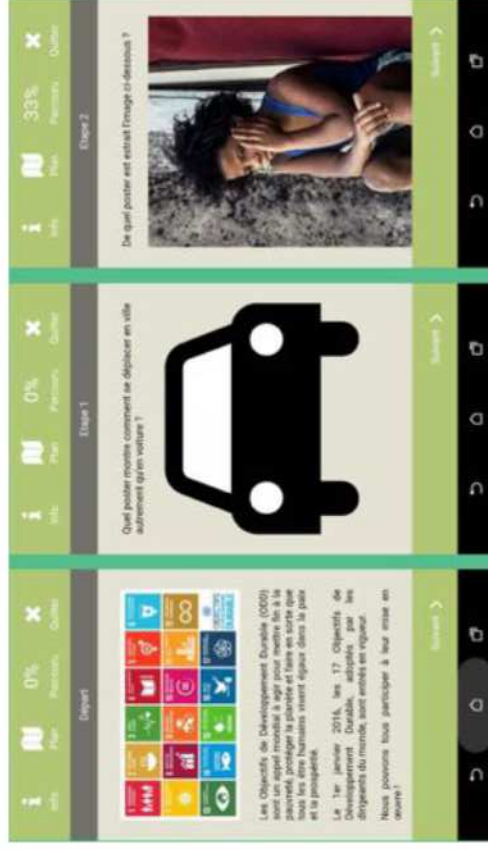 Info Plan 0% Parcouru Quitter
Départ
Les Objectifs de Développement Durable (ODD)
sont un appel mondial à agir pour mettre fin à la
pauvreté, protéger la planète et faire en sorte que
tous les être humains vivent égaux dans la paix
et la prospérité.
Le 1er janvier 2016, les 17 Objectifs de
Développement Durable, adoptés par les
dirigeants du monde, sont entrés en vigueur.
Nous pouvons tous participer à leur mise en
œuvre !
Suivant
Info Plan 0% Parcouru Quitter
Etape 1
Quel poster montre comment se déplacer en ville
autrement qu'en voiture ?
Suivant
Info Plan 33% Parcouru Quitter
Etape 2
De quel poster est estrait l'image ci-dessous ?
Suivant